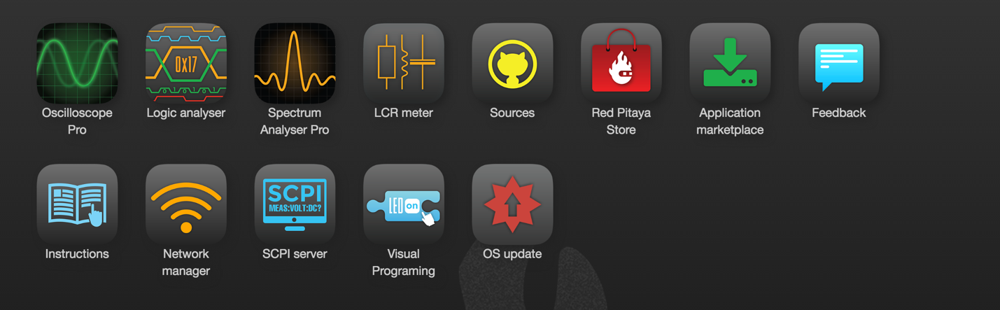 0x17
Oscilloscope
Pro
Logic analyser
Spectrum
Analyser Pro
LCR meter
Sources
Red Pitaya
Store
Application
marketplace
Feedback
SCPI
MEAS:VOLT:DC?
LED on
Instructions
Network
manager
SCPI server
Visual
Programing
OS update